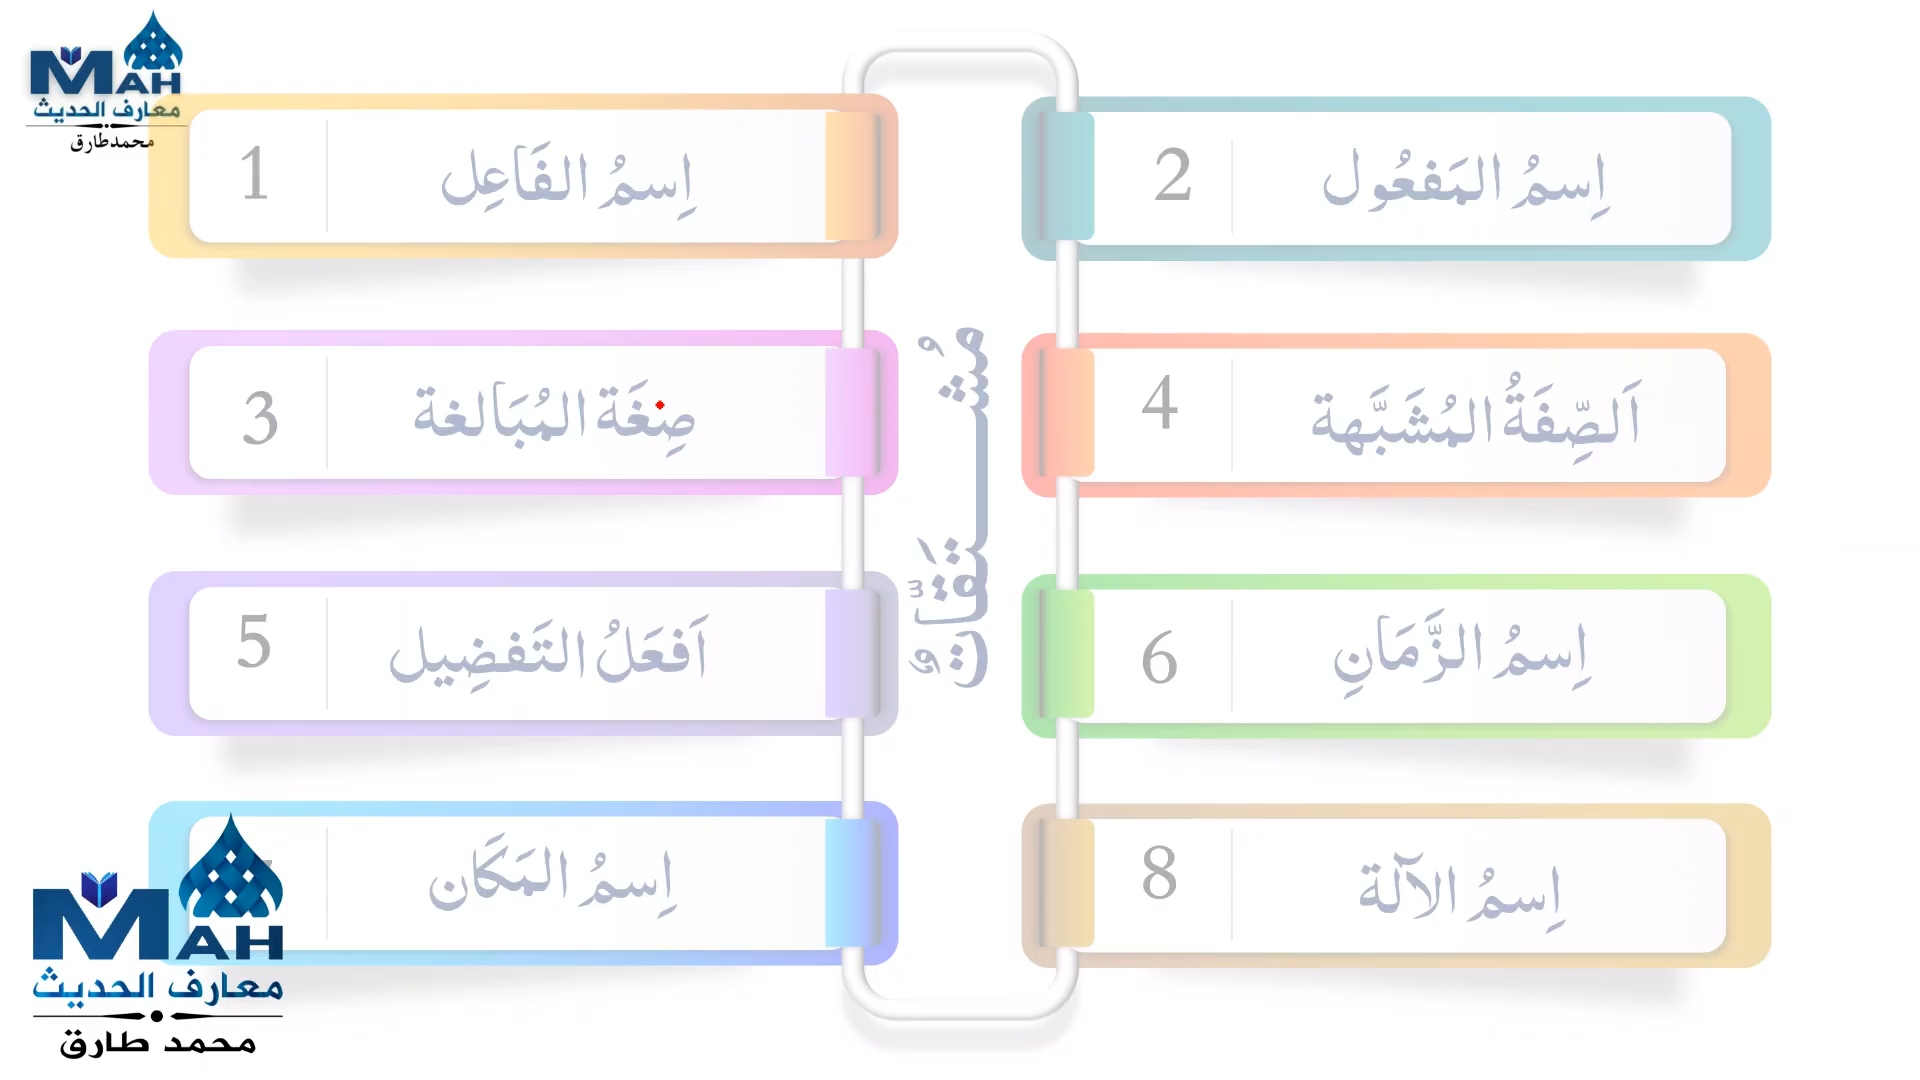 MAH
معارف الحديث
محمدطارق
1
اِسمُ الفَاعِل
2
اِسمُ المَفعُول
3
صِغَة المُبَالغة
4
اَلصِّفَةُ المُشَبَّهة
مُشـــتَقّاتٌ
5
اَفعَلُ التَفضِيل
6
اِسمُ الزَّمَانِ
اِسمُ المَكَان
8
اِسمُ الآلة
MAH
معارف الحديث
محمد طارق